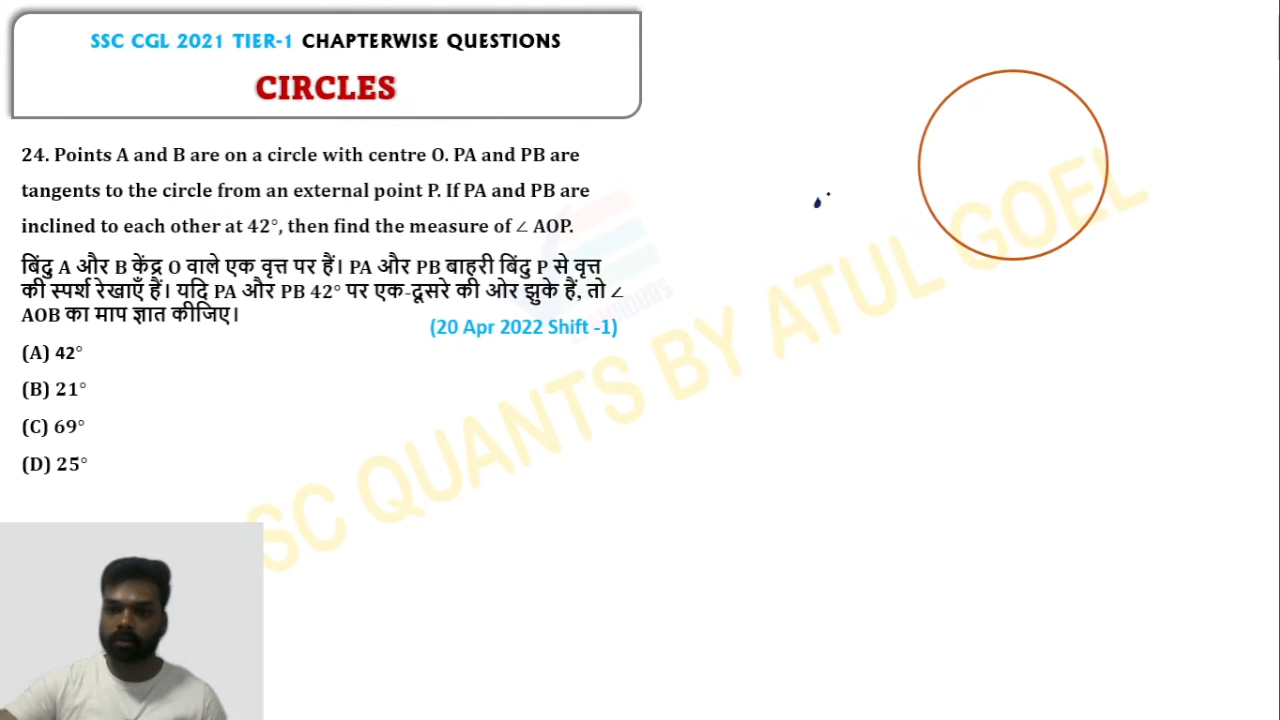 SSC CGL 2021 TIER-1 CHAPTERWISE QUESTIONS
CIRCLES
24. Points A and B are on a circle with centre O. PA and PB are
tangents to the circle from an external point P. If PA and PB are
inclined to each other at 42°, then find the measure of ∠ AOP.
बिंदु A और B केंद्र O वाले एक वृत्त पर हैं। PA और PB बाहरी बिंदु P से वृत्त
की स्पर्श रेखाएँ हैं। यदि PA और PB 42° पर एक-दूसरे की ओर झुके हैं, तो ∠
AOB का माप ज्ञात कीजिए।
(20 Apr 2022 Shift -1)
(A) 42°
(B) 21°
(C) 69°
(D) 25°
SC QUANTS BY ATUL GOEL